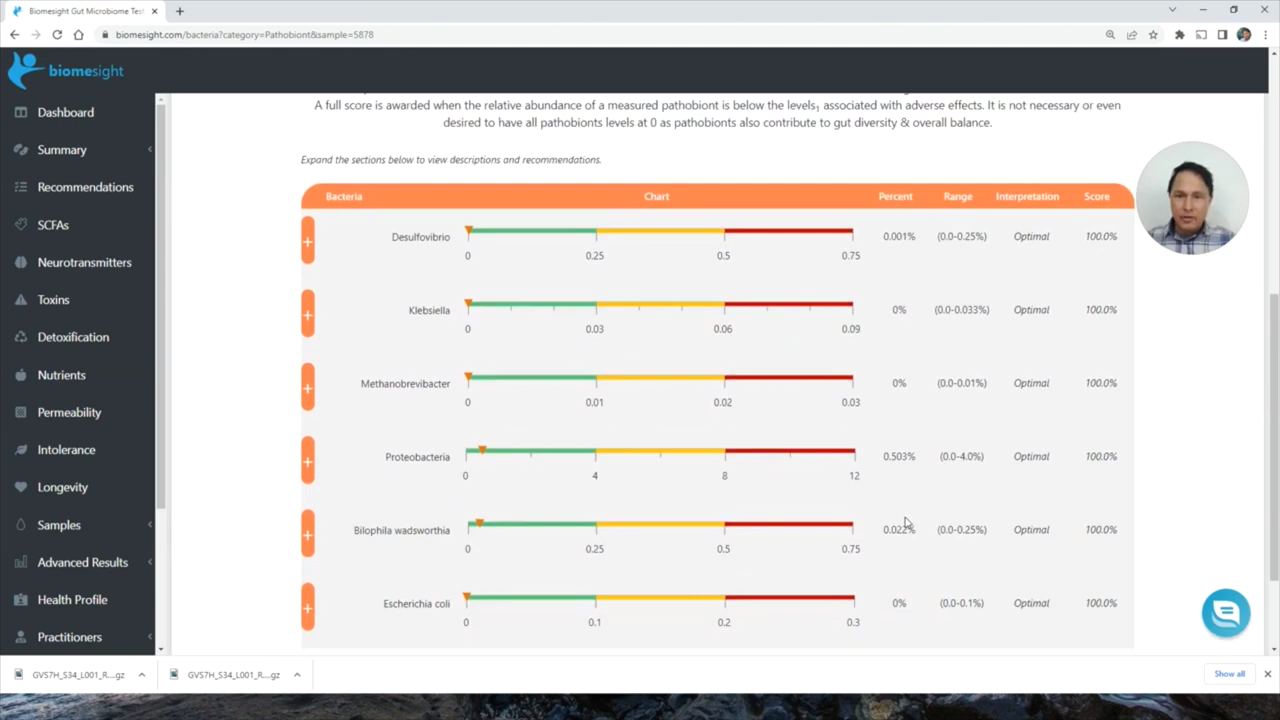 Biomesight Gut Microbiome Tes
biomesight.com/bacteria?category=Pathobiont&sample=5878
biomesight
Dashboard
Summary
Recommendations
SCFAs
Neurotransmitters
Toxins
Detoxification
Nutrients
Permeability
Intolerance
Longevity
Samples
Advanced Results
Health Profile
Practitioners
A full score is awarded when the relative abundance of a measured pathobiont is below the levels₁ associated with adverse effects. It is not necessary or even
desired to have all pathobionts levels at 0 as pathobionts also contribute to gut diversity & overall balance.
Expand the sections below to view descriptions and recommendations.
Bacteria Chart Percent Range Interpretation Score
+ Desulfovibrio 0.001% (0.0-0.25%) Optimal 100.0%
0 0.25 0.5 0.75
+ Klebsiella 0% (0.0-0.033%) Optimal 100.0%
0 0.03 0.06 0.09
+ Methanobrevibacter 0% (0.0-0.01%) Optimal 100.0%
0 0.01 0.02 0.03
+ Proteobacteria 0.503% (0.0-4.0%) Optimal 100.0%
0 4 8 12
+ Bilophila wadsworthia 0.022% (0.0-0.25%) Optimal 100.0%
0 0.25 0.5 0.75
+ Escherichia coli 0% (0.0-0.1%) Optimal 100.0%
0 0.1 0.2 0.3
GVS7H_S34_L001_R....gz
GVS7H_S34_L001_R....gz
Show all